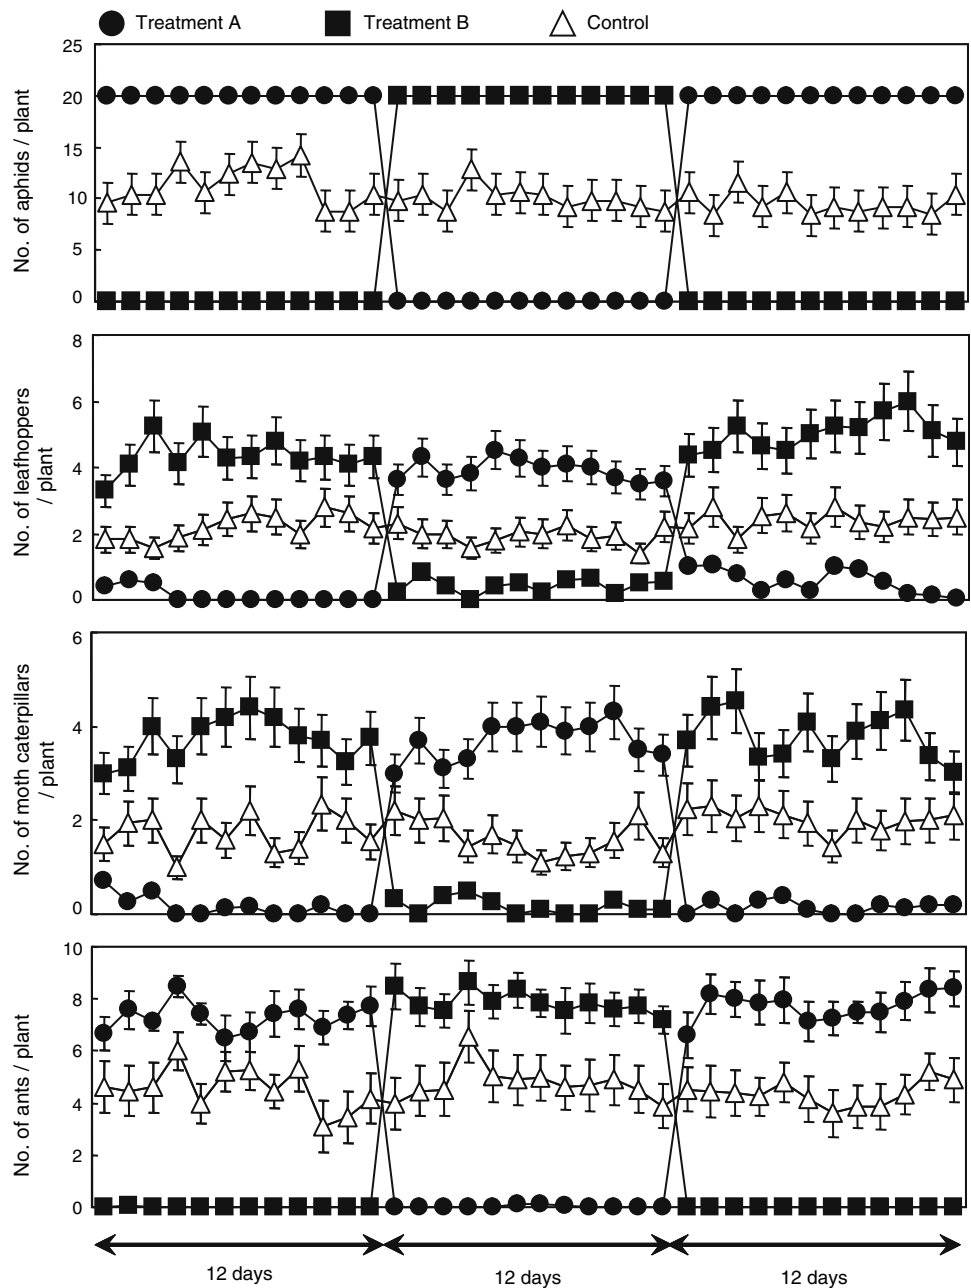 Treatment A Treatment B Control
25
20
15
10
5
0
No. of aphids / plant
8
6
4
2
0
No. of leafhoppers
/ plant
6
4
2
0
No. of moth caterpillars
/ plant
10
8
6
4
2
0
No. of ants / plant
12 days 12 days 12 days